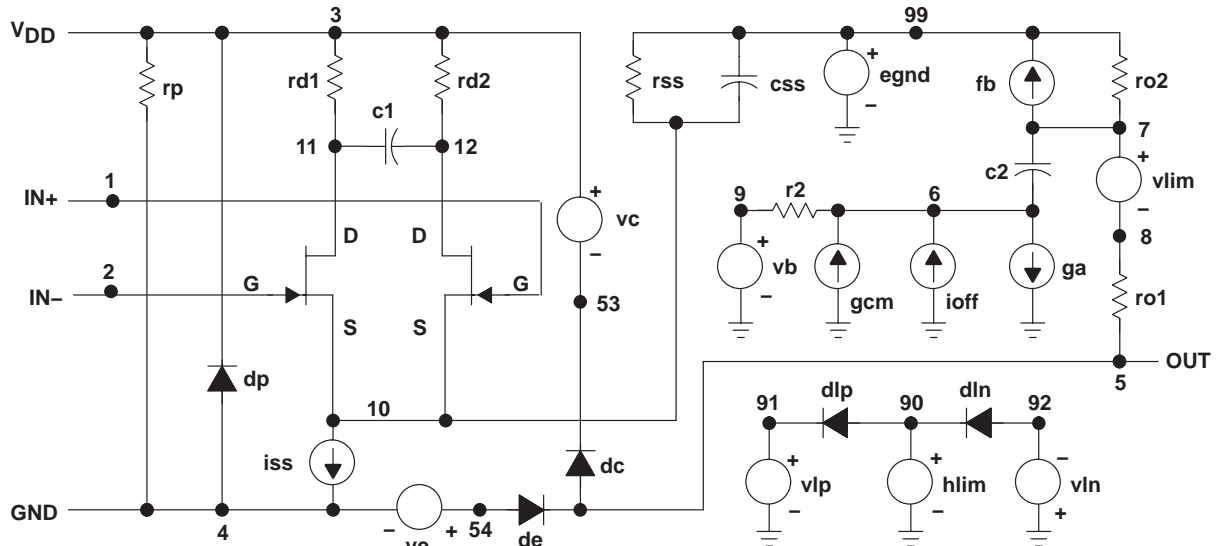 3
99
VDD
rp
rd1
rd2
rss
css
+
egnd
–
fb
ro2
c1
11
12
7
1
IN+
c2
+
vlim
–
9
r2
6
8
D
D
+
vc
–
+
vb
–
gcm
ioff
ga
ro1
2
IN–
G
G
53
S
S
OUT
5
dp
10
91
dlp
90
dln
92
iss
dc
+
vlp
–
+
hlim
–
–
vln
+
GND
4
–
+
54
de